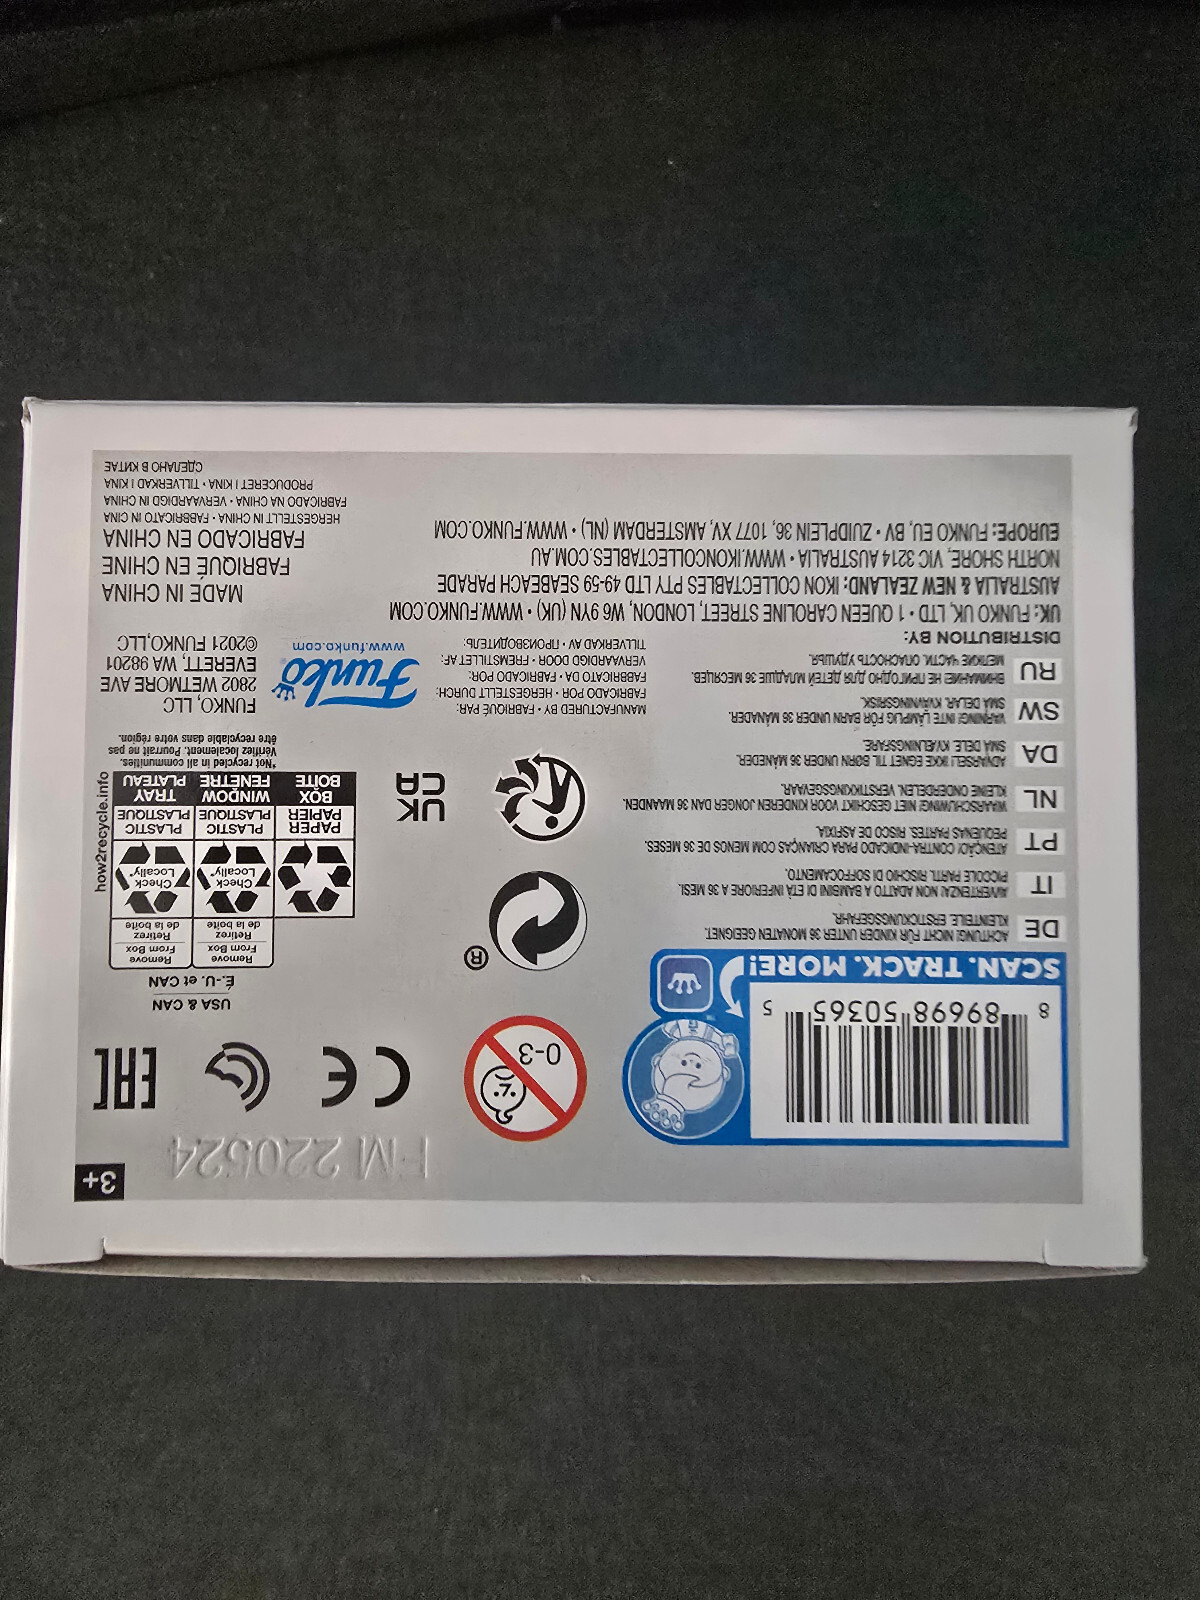 3+
FM 220524
8 89698 50365 5
SCAN. TRACK. MORE!
0-3
CE
EAC
USA & CAN
É.-U. et CAN
Remove
From Box
Retirez
de la boîte
Remove
From Box
Retirez
de la boîte
Check
Locally*
Check
Locally*
PAPER
PAPIER
BOX
BOÎTE
PLASTIC
PLASTIQUE
WINDOW
FENÊTRE
PLASTIC
PLASTIQUE
TRAY
PLATEAU
how2recycle.info
*Not recycled in all communities.
Vérifiez localement. Pourrait ne pas
être recyclable dans votre région.
®
UK
CA
DE
ACHTUNG! NICHT FÜR KINDER UNTER 36 MONATEN GEEIGNET.
KLEINTEILE. ERSTICKUNGSGEFAHR.
IT
AVVERTENZA! NON ADATTO A BAMBINI DI ETÀ INFERIORE A 36 MESI.
PICCOLE PARTI. RISCHIO DI SOFFOCAMENTO.
PT
ATENÇÃO! CONTRA-INDICADO PARA CRIANÇAS COM MENOS DE 36 MESES.
PEQUENAS PARTES. RISCO DE ASFIXIA.
NL
WAARSCHUWING! NIET GESCHIKT VOOR KINDEREN JONGER DAN 36 MAANDEN.
KLEINE ONDERDELEN. VERSTIKKINGSGEVAAR.
DA
ADVARSEL! IKKE EGNET TIL BØRN UNDER 36 MÅNEDER.
SMÅ DELE. KVÆLNINGSFARE.
SW
VARNING! INTE LÄMPLIG FÖR BARN UNDER 36 MÅNADER.
SMÅ DELAR. KVÄVNINGSRISK.
RU
ВНИМАНИЕ! НЕ ПРИГОДНО ДЛЯ ДЕТЕЙ МЛАДШЕ 36 МЕСЯЦЕВ.
МЕЛКИЕ ЧАСТИ. ОПАСНОСТЬ УДУШЬЯ.
MANUFACTURED BY • FABRIQUÉ PAR:
FABRICADO POR • HERGESTELLT DURCH:
FABBRICATO DA • FABRICADO POR:
VERVAARDIGD DOOR • FREMSTILLET AF:
TILLVERKAD AV • ПРОИЗВОДИТЕЛЬ:
Funko
www.funko.com
FUNKO, LLC
2802 WETMORE AVE
EVERETT, WA 98201
©2021 FUNKO,LLC
DISTRIBUTION BY:
UK: FUNKO UK, LTD • 1 QUEEN CAROLINE STREET, LONDON, W6 9YN (UK) • WWW.FUNKO.COM
AUSTRALIA & NEW ZEALAND: IKON COLLECTABLES PTY LTD 49-59 SEABEACH PARADE
NORTH SHORE, VIC 3214 AUSTRALIA • WWW.IKONCOLLECTABLES.COM.AU
EUROPE: FUNKO EU, BV • ZUIDPLEIN 36, 1077 XV, AMSTERDAM (NL) • WWW.FUNKO.COM
MADE IN CHINA
FABRIQUÉ EN CHINE
FABRICADO EN CHINA
HERGESTELLT IN CHINA • FABBRICATO IN CINA
FABRICADO NA CHINA • VERVAARDIGD IN CHINA
PRODUCERET I KINA • TILLVERKAD I KINA
СДЕЛАНО В КИТАЕ